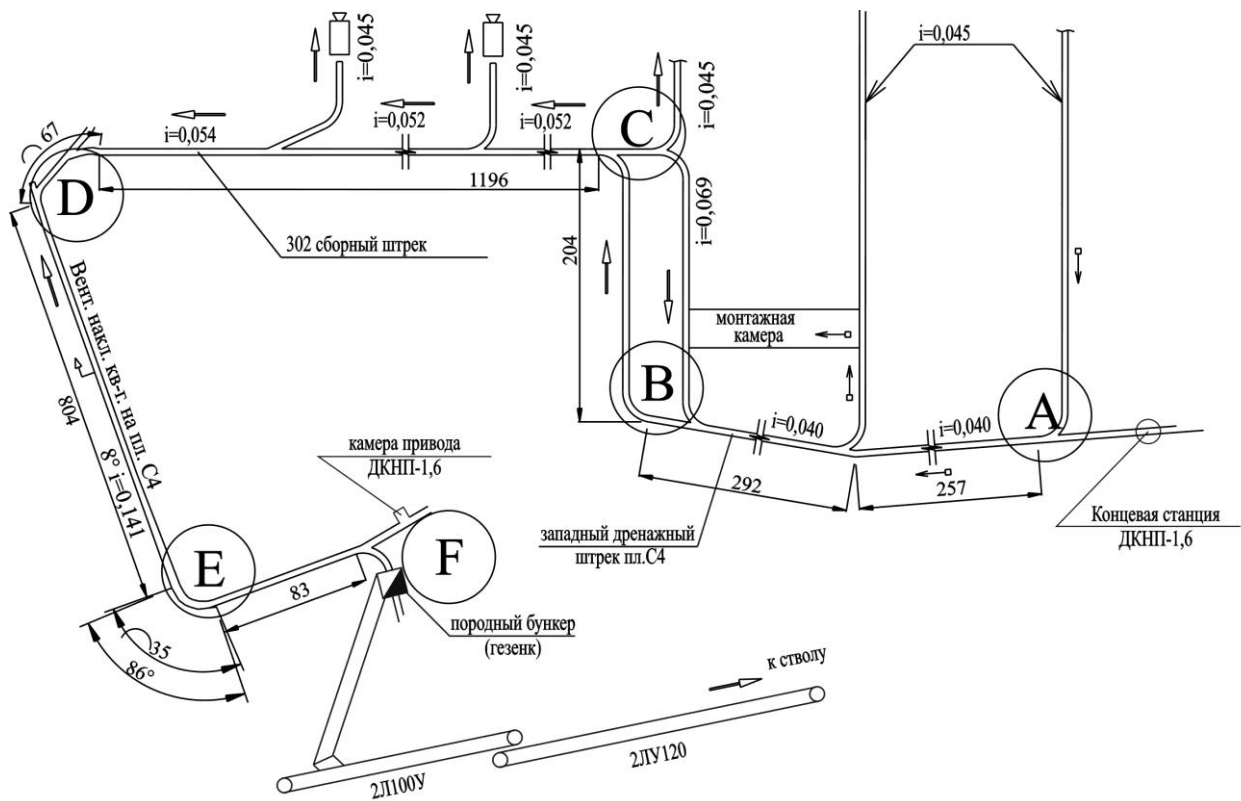 i=0,045
i=0,045
i=0,045
i=0,045
67
i=0,054
i=0,052
i=0,052
C
D
1196
i=0,069
302 сборный штрек
204
Вент. накл. кв-г. на пл. С4
монтажная
камера
B
A
804
8° i=0,141
i=0,040
i=0,040
камера привода
ДКНП-1,6
292
257
западный дренажный
штрек пл.С4
Концевая станция
ДКНП-1,6
E
F
83
35
86°
породный бункер
(гезенк)
к стволу
2Л100У
2ЛУ120